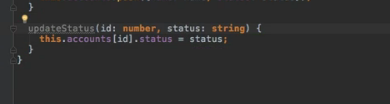 }
updateStatus(id: number, status: string) {
this.accounts[id].status = status;
}
}